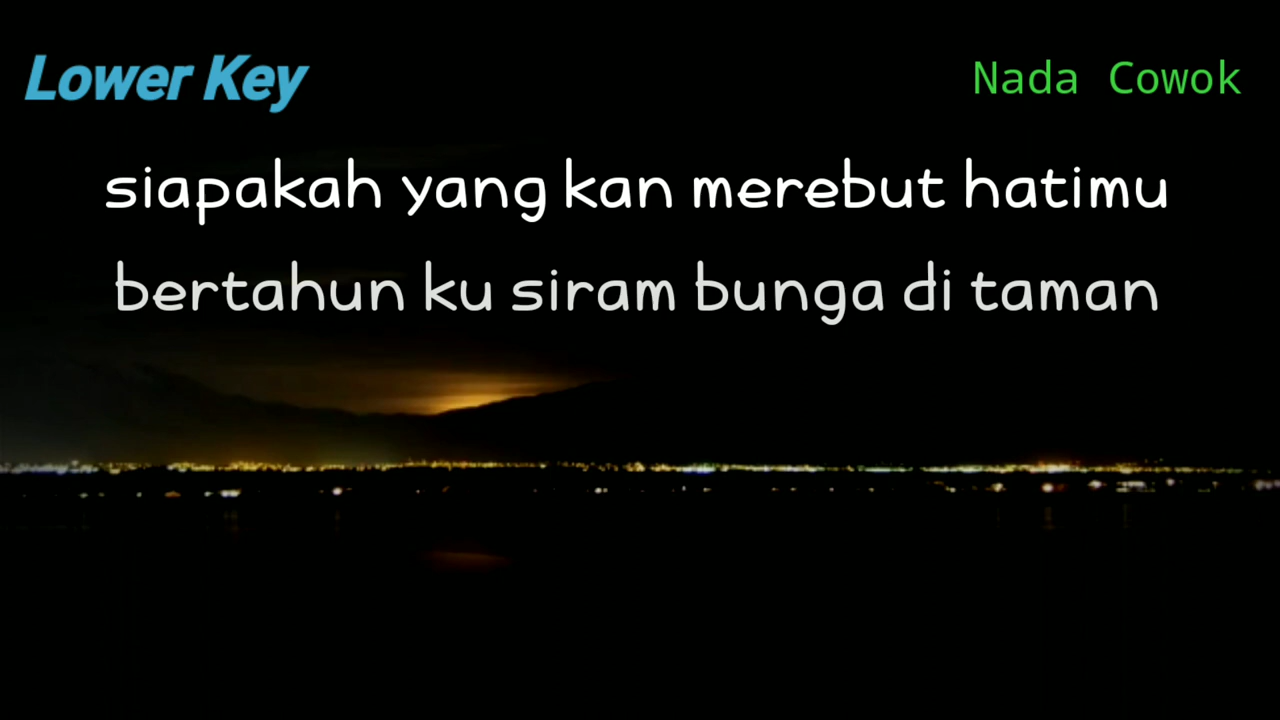 Lower Key
Nada Cowok
siapakah yang kan merebut hatimu
bertahun ku siram bunga di taman